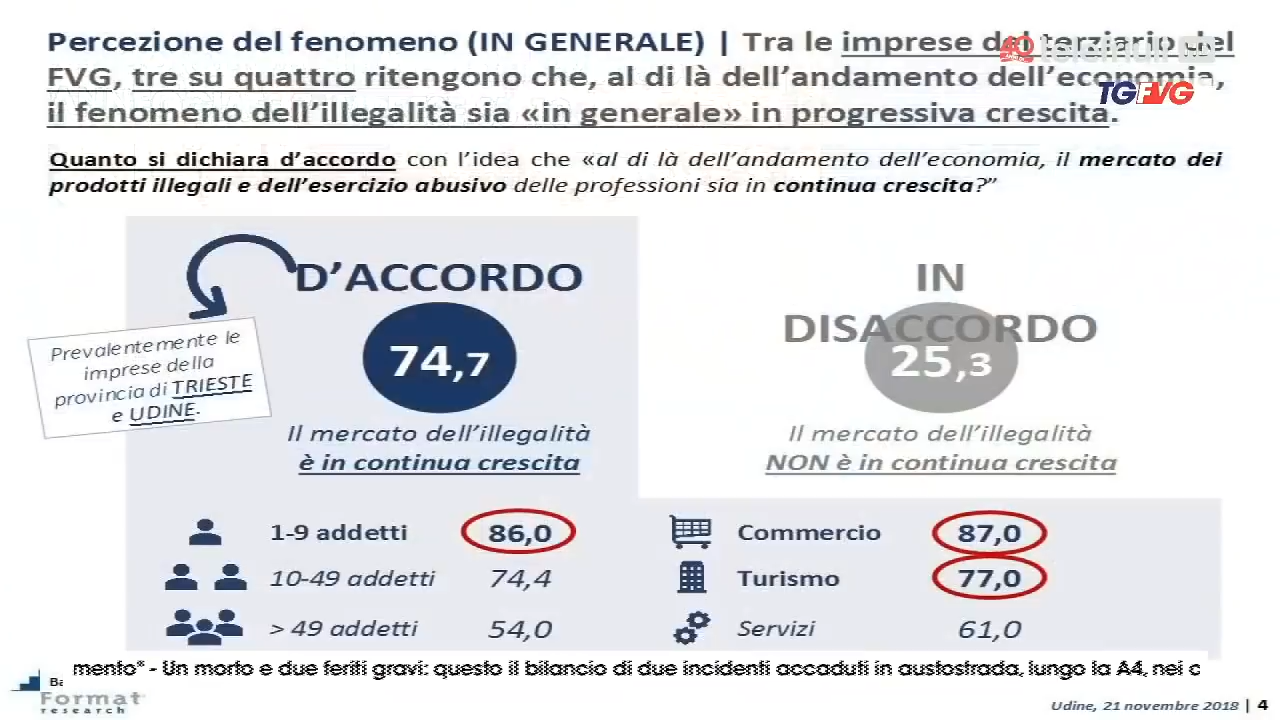 Percezione del fenomeno (IN GENERALE) | Tra le imprese del terziario del
FVG, tre su quattro ritengono che, al di là dell'andamento dell'economia,
il fenomeno dell'illegalità sia «in generale» in progressiva crescita.
telefriuli
TGFVG
Quanto si dichiara d'accordo con l'idea che «al di là dell'andamento dell'economia, il mercato dei
prodotti illegali e dell'esercizio abusivo delle professioni sia in continua crescita?”
D'ACCORDO
74,7
Prevalentemente le
imprese della
provincia di TRIESTE
e UDINE.
Il mercato dell'illegalità
è in continua crescita
IN
DISACCORDO
25,3
Il mercato dell'illegalità
NON è in continua crescita
1-9 addetti 86,0
10-49 addetti 74,4
> 49 addetti 54,0
Commercio 87,0
Turismo 77,0
Servizi 61,0
mento" - Un morto e due feriti gravi: questo il bilancio di due incidenti accaduti in austostrada, lungo la A4, nei c
Format
research
Udine, 21 novembre 2018 | 4